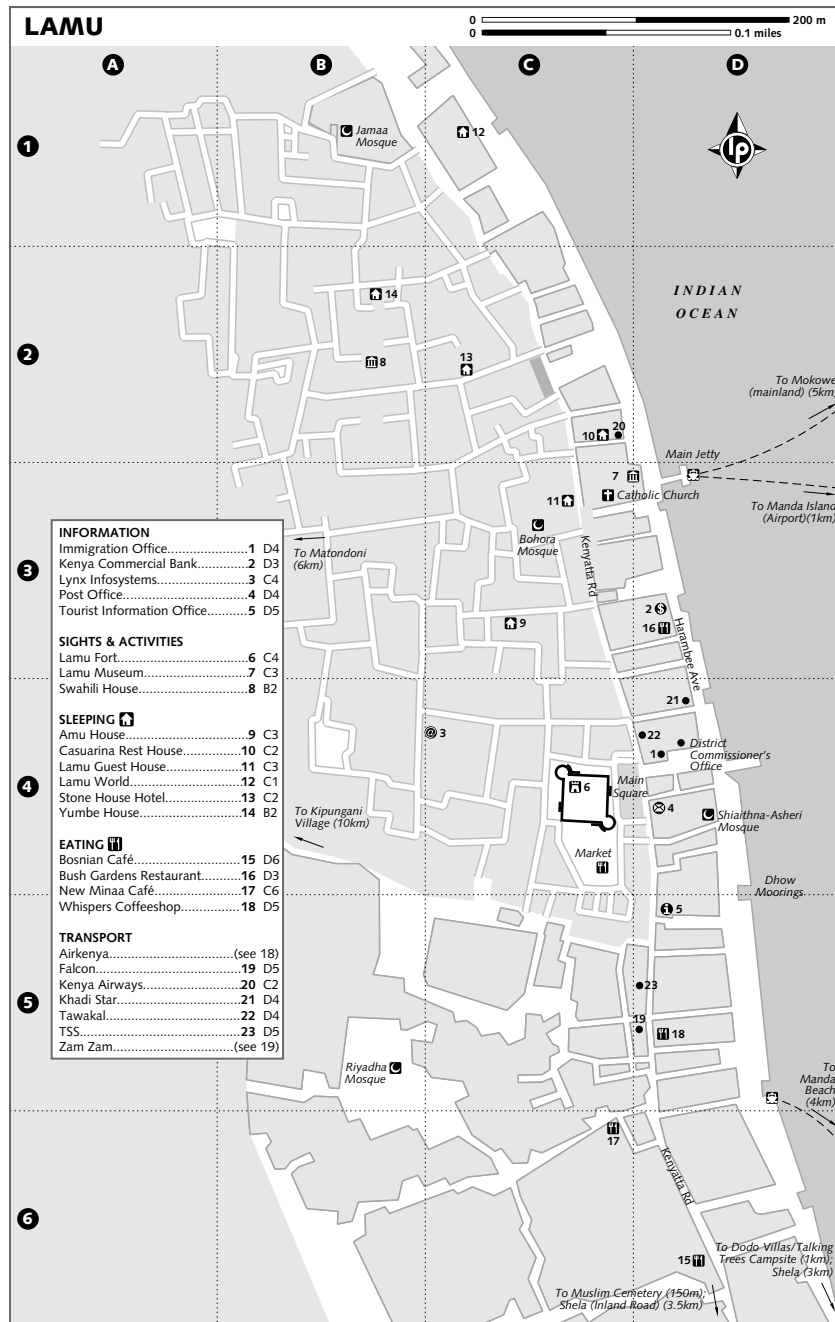 LAMU
0 200 m
0 0.1 miles
A B C D
1
Jamaa
Mosque
12
lp
INDIAN
OCEAN
14
2
8
13
To Mokowe
(mainland) (5km)
10 20
Main Jetty
7
11
Catholic Church
To Manda Island
(Airport)(1km)
Bohora
Mosque
INFORMATION
Immigration Office 1 D4
Kenya Commercial Bank 2 D3
Lynx Infosystems 3 C4
Post Office 4 D4
Tourist Information Office 5 D5
SIGHTS & ACTIVITIES
Lamu Fort 6 C4
Lamu Museum 7 C3
Swahili House 8 B2
SLEEPING
Amu House 9 C3
Casuarina Rest House 10 C2
Lamu Guest House 11 C3
Lamu World 12 C1
Stone House Hotel 13 C2
Yumbe House 14 B2
EATING
Bosnian Café 15 D6
Bush Gardens Restaurant 16 D3
New Minaa Café 17 C6
Whispers Coffeeshop 18 D5
TRANSPORT
Airkenya (see 18)
Falcon 19 D5
Kenya Airways 20 C2
Khadi Star 21 D4
Tawakal 22 D4
TSS 23 D5
Zam Zam (see 19)
3
To Matondoni
(6km)
Kenyatta Rd
2 $
16
9
Harambee Ave
21
@ 3
22
1
District
Commissioner's
Office
4
6
Main
Square
4
Shiaithna-Asheri
Mosque
To Kipungani
Village (10km)
Market
Dhow
Moorings
i 5
5
23
19
18
Riyadha
Mosque
To
Manda
Beach
(4km)
17
Kenyatta Rd
6
15
To Dodo Villas/Talking
Trees Campsite (1km);
Shela (3km)
To Muslim Cemetery (150m);
Shela (Inland Road) (3.5km)